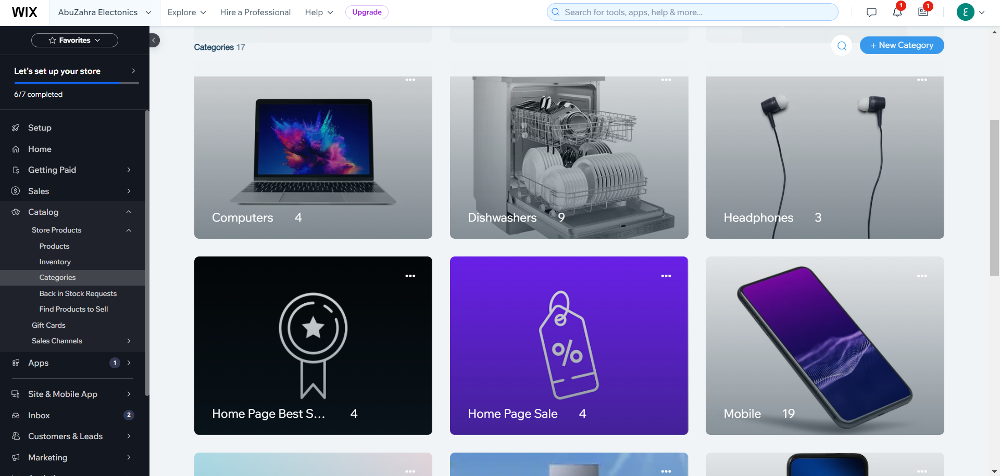 WIX
AbuZahra Electonics
Explore
Hire a Professional
Help
Upgrade
Search for tools, apps, help & more...
1
1
ع
Favorites
Let's set up your store
6/7 completed
Setup
Home
Getting Paid
Sales
Catalog
Store Products
Products
Inventory
Categories
Back in Stock Requests
Find Products to Sell
Gift Cards
Sales Channels
Apps
1
Site & Mobile App
Inbox
2
Customers & Leads
Marketing
Categories 17
+ New Category
Computers 4
Dishwashers 9
Headphones 3
Home Page Best S... 4
%
Home Page Sale 4
Mobile 19